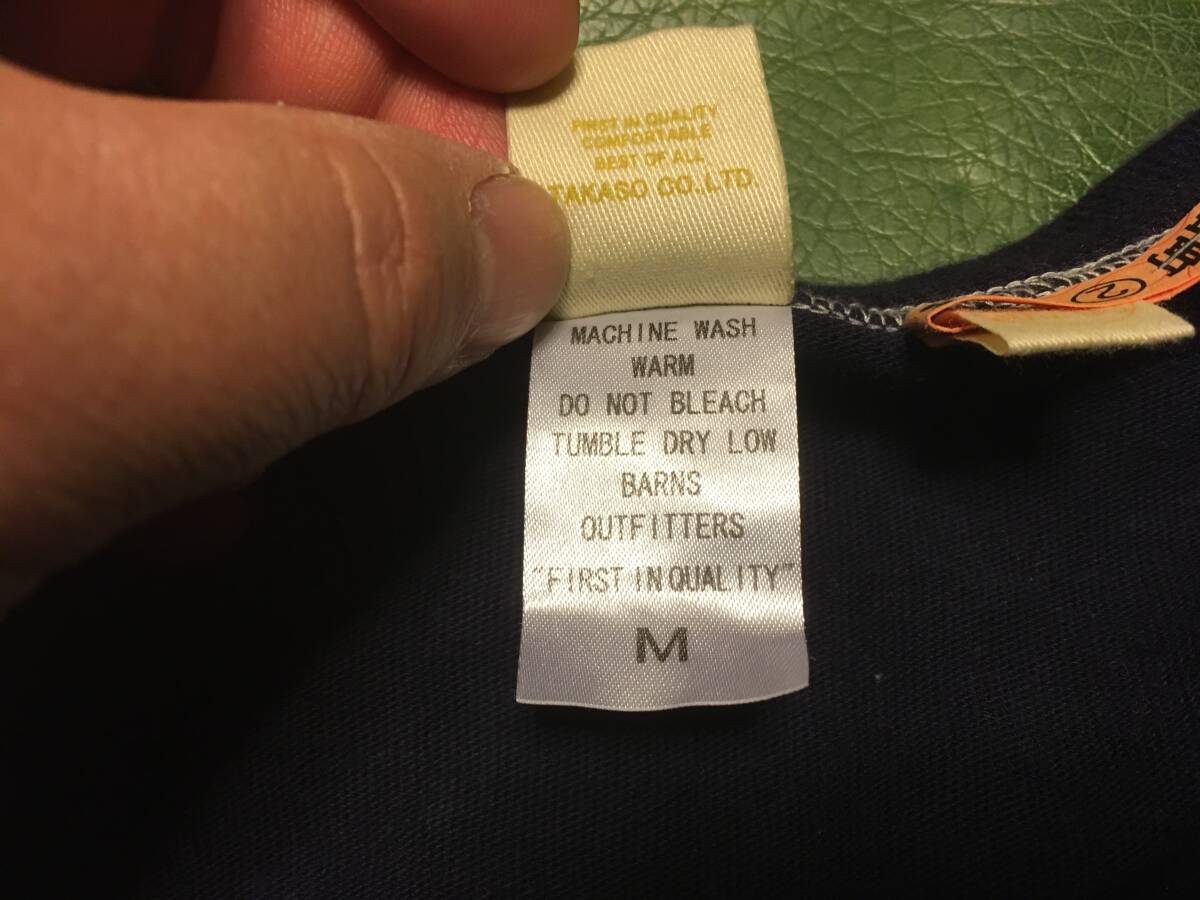 FIRST IN QUALITY
COMFORTABLE
BEST OF ALL
TAKASO CO.,LTD.
MACHINE WASH
WARM
DO NOT BLEACH
TUMBLE DRY LOW
BARNS
OUTFITTERS
"FIRST IN QUALITY"
M